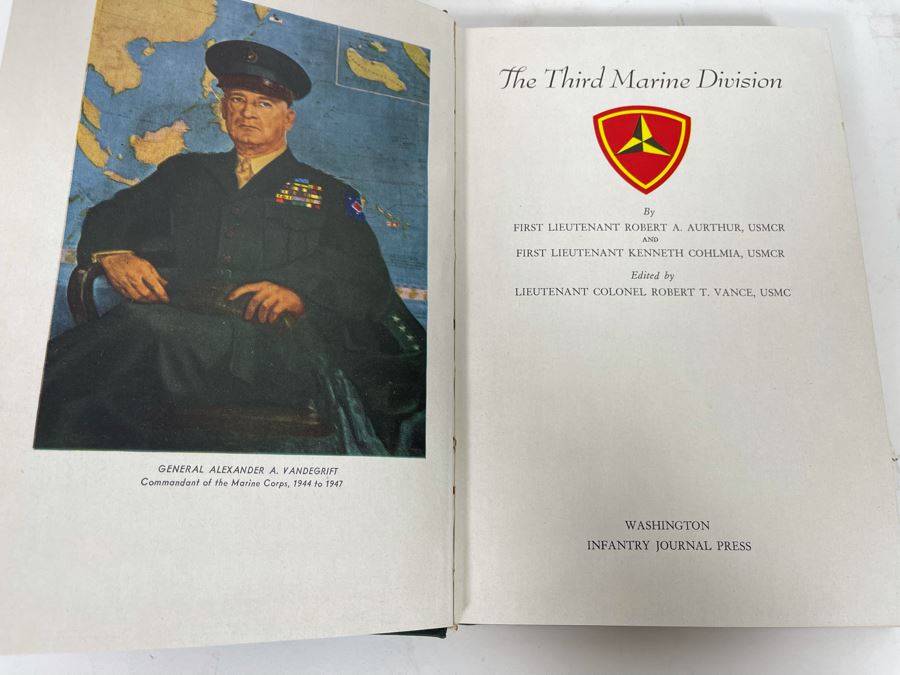 GENERAL ALEXANDER A. VANDEGRIFT
Commandant of the Marine Corps, 1944 to 1947
The Third Marine Division
By
FIRST LIEUTENANT ROBERT A. AURTHUR, USMCR
AND
FIRST LIEUTENANT KENNETH COHLMIA, USMCR
Edited by
LIEUTENANT COLONEL ROBERT T. VANCE, USMC
WASHINGTON
INFANTRY JOURNAL PRESS